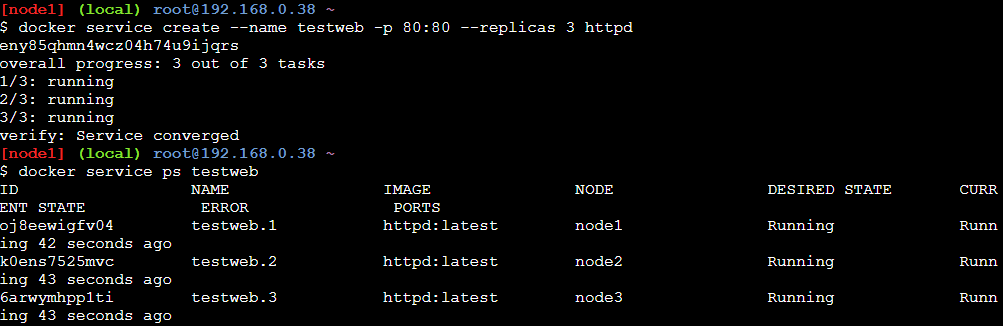 [node1] (local) root@192.168.0.38 ~
$ docker service create --name testweb -p 80:80 --replicas 3 httpd
eny85qhmn4wcz04h74u9ijqrs
overall progress: 3 out of 3 tasks
1/3: running
2/3: running
3/3: running
verify: Service converged
[node1] (local) root@192.168.0.38 ~
$ docker service ps testweb
ID                  NAME                IMAGE               NODE                DESIRED STATE       CURR
ENT STATE            ERROR               PORTS
oj8eewigfv04        testweb.1           httpd:latest        node1               Running             Runn
ing 42 seconds ago
k0ens7525mvc        testweb.2           httpd:latest        node2               Running             Runn
ing 43 seconds ago
6arwymhpp1ti        testweb.3           httpd:latest        node3               Running             Runn
ing 43 seconds ago